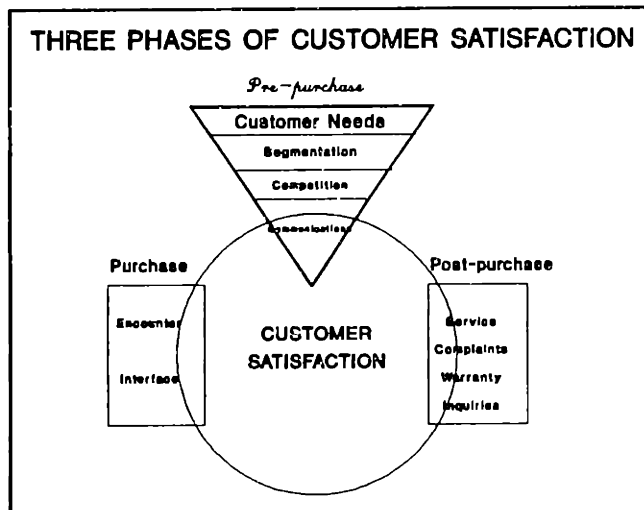 THREE PHASES OF CUSTOMER SATISFACTION
Pre-purchase
Customer Needs
Segmentation
Competition
Communications
Purchase
Encounter
Interface
CUSTOMER
SATISFACTION
Post-purchase
Service
Complaints
Warranty
Inquiries